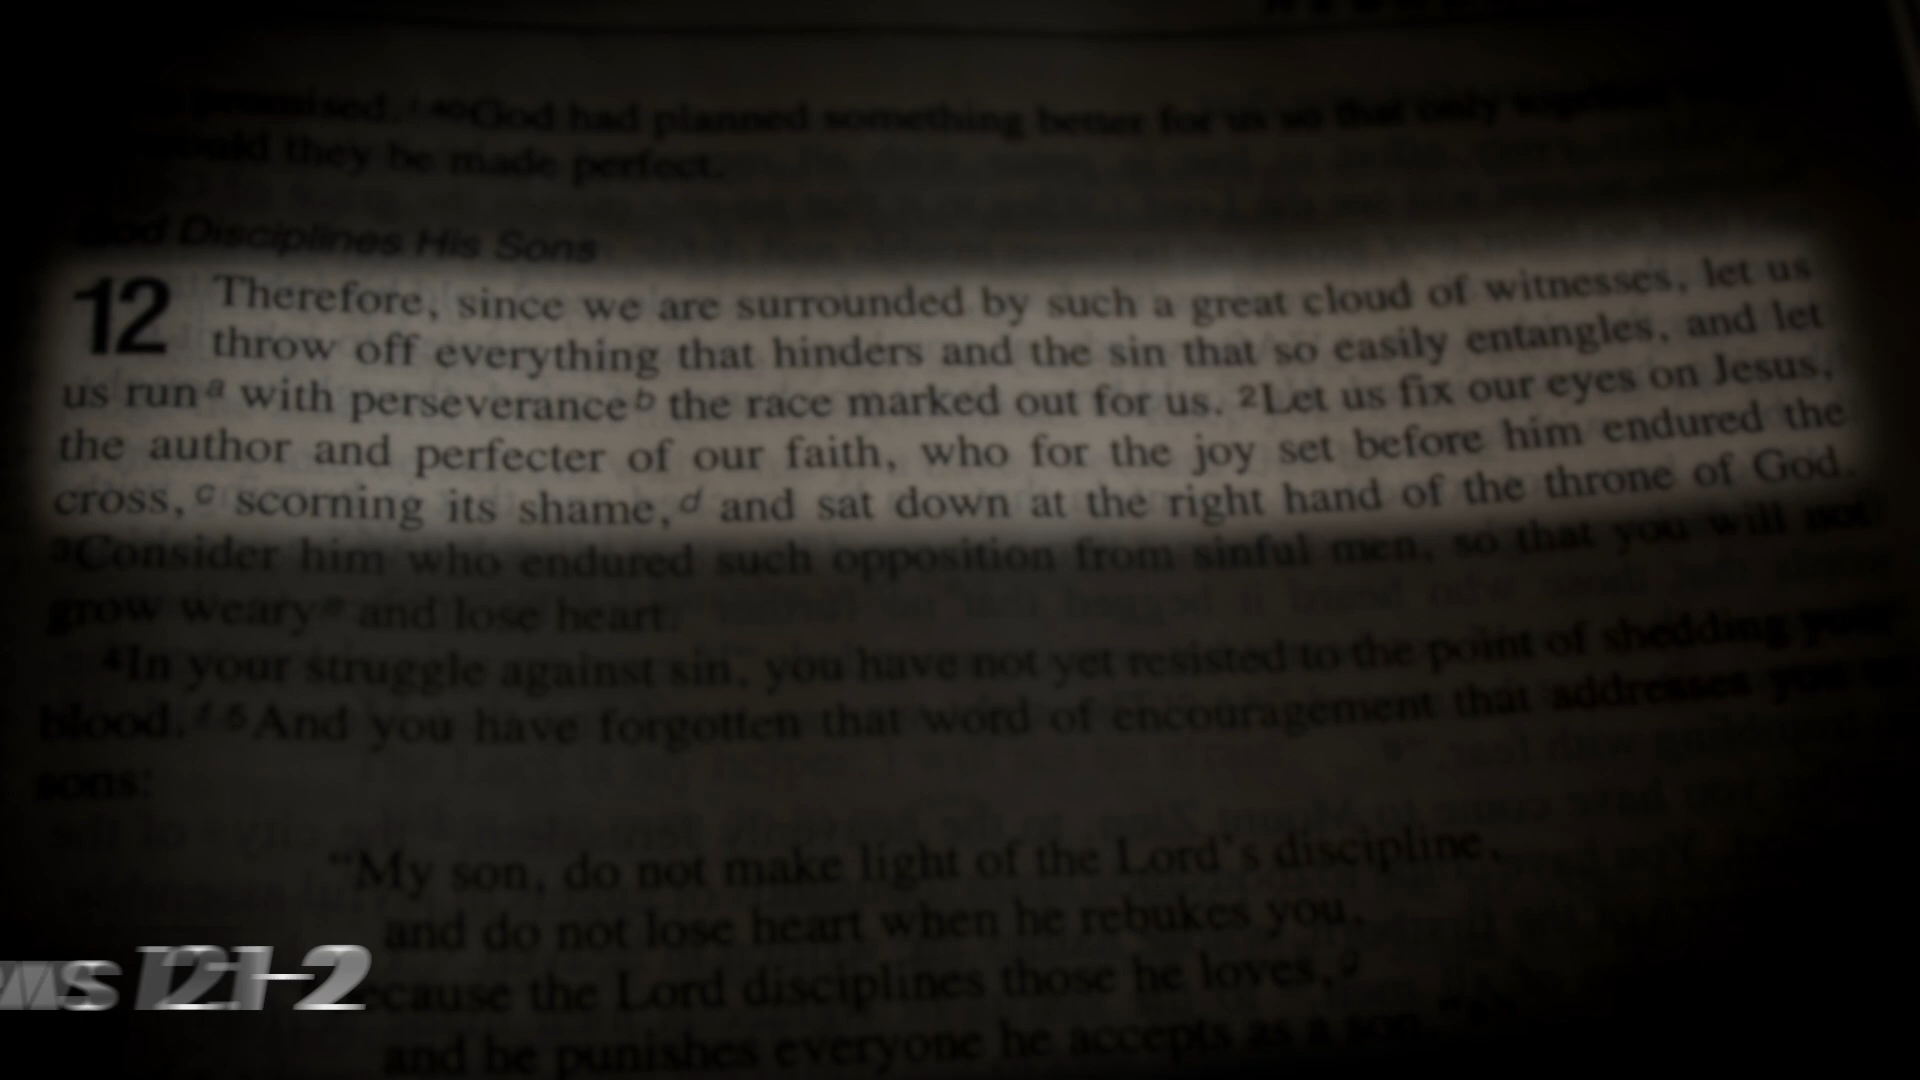 promised. 40God had planned something better for us so that only together
would they be made perfect.
God Disciplines His Sons
12 Therefore, since we are surrounded by such a great cloud of witnesses, let us
throw off everything that hinders and the sin that so easily entangles, and let
us run a with perseverance b the race marked out for us. 2Let us fix our eyes on Jesus,
the author and perfecter of our faith, who for the joy set before him endured the
cross, c scorning its shame, d and sat down at the right hand of the throne of God.
3Consider him who endured such opposition from sinful men, so that you will not
grow weary e and lose heart.
4In your struggle against sin, you have not yet resisted to the point of shedding your
blood. f 5And you have forgotten that word of encouragement that addresses you
sons:
“My son, do not make light of the Lord’s discipline,
and do not lose heart when he rebukes you,
ecause the Lord disciplines those he loves, g
and he punishes everyone he accepts as a son.”
ews 12:1-2